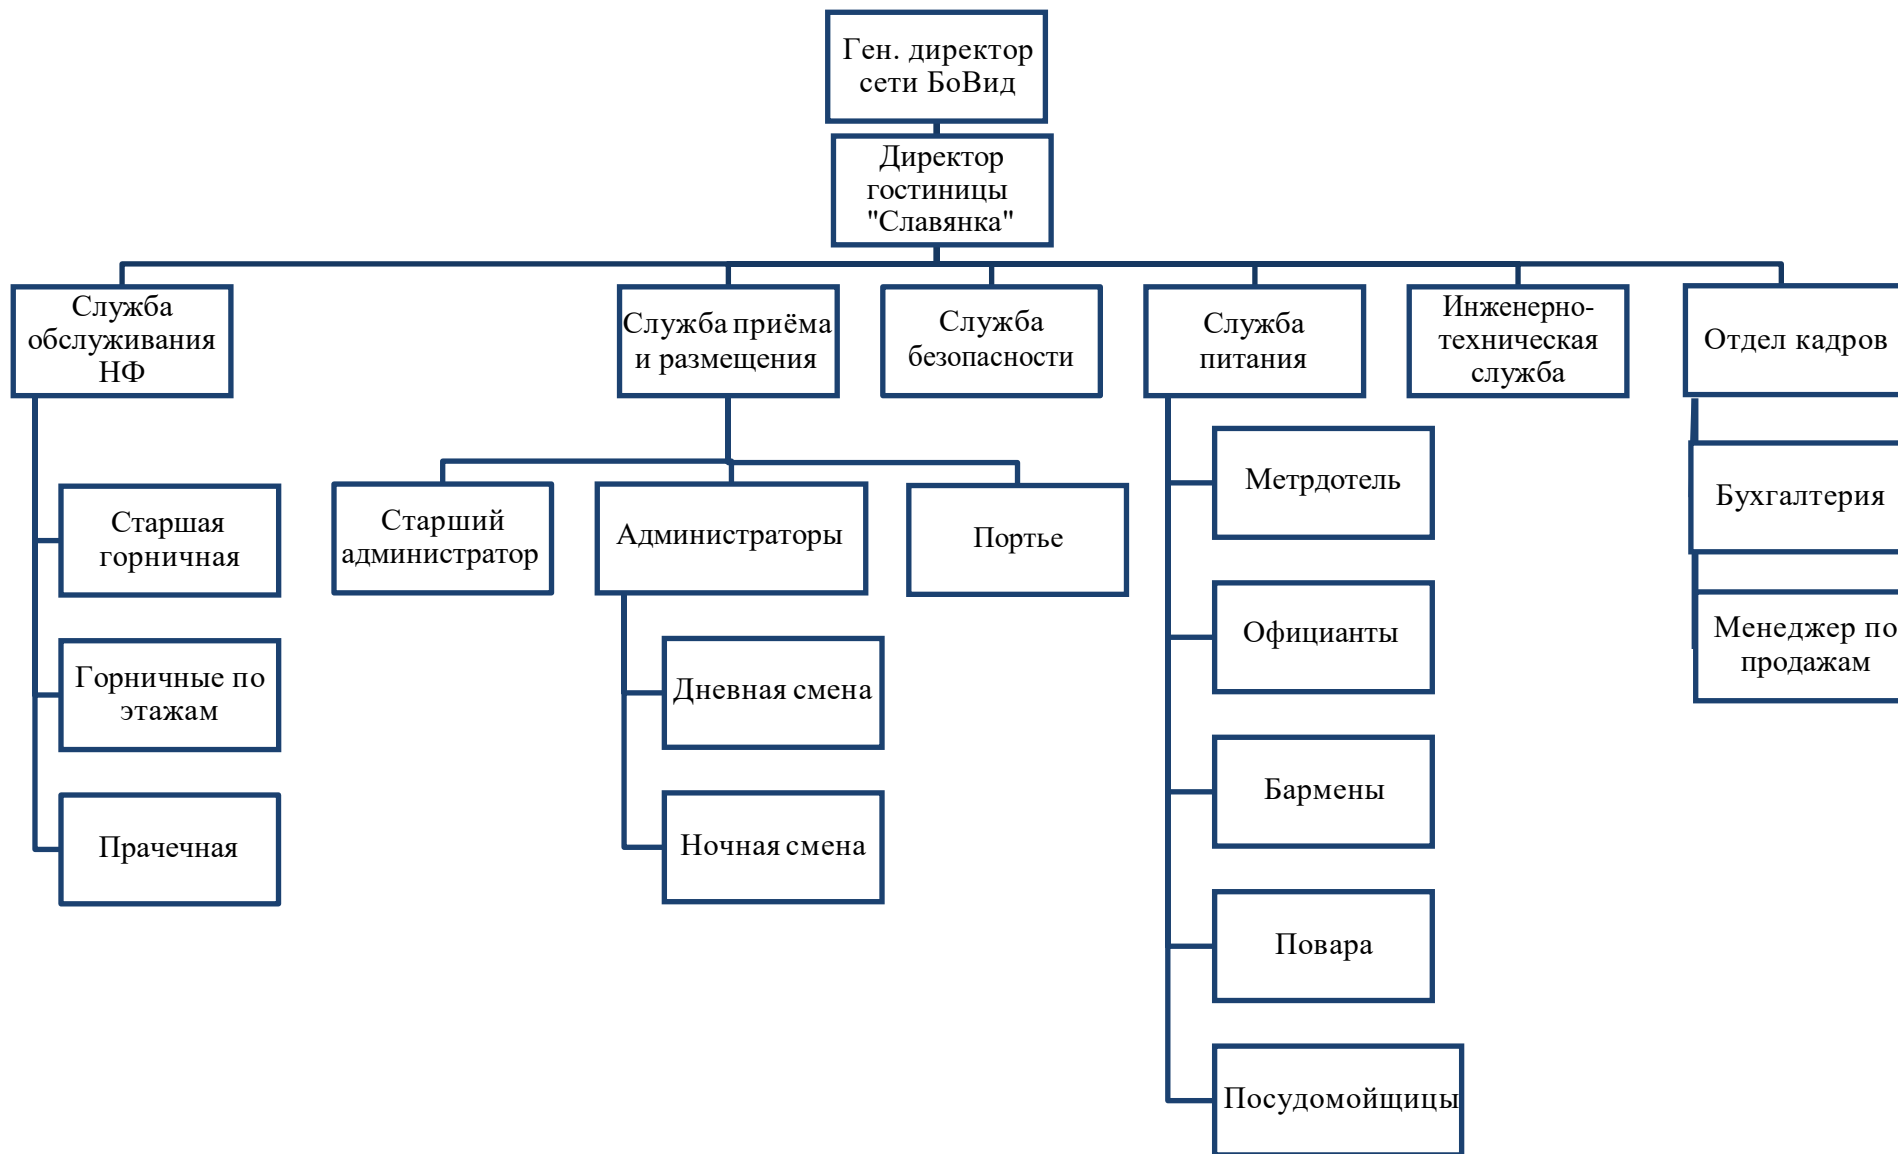 Ген. директор
сети БоВид
Директор
гостиницы
"Славянка"
Служба
обслуживания
НФ
Служба приёма
и размещения
Служба
безопасности
Служба
питания
Инженерно-
техническая
служба
Отдел кадров
Старшая
горничная
Горничные по
этажам
Прачечная
Старший
администратор
Администраторы
Портье
Дневная смена
Ночная смена
Метрдотель
Официанты
Бармены
Повара
Посудомойщицы
Бухгалтерия
Менеджер по
продажам